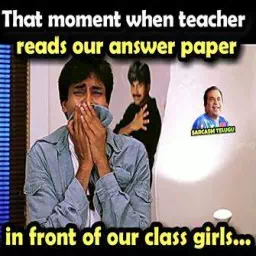 That moment when teacher
reads our answer paper
SARCASM TELUGU
in front of our class girls...